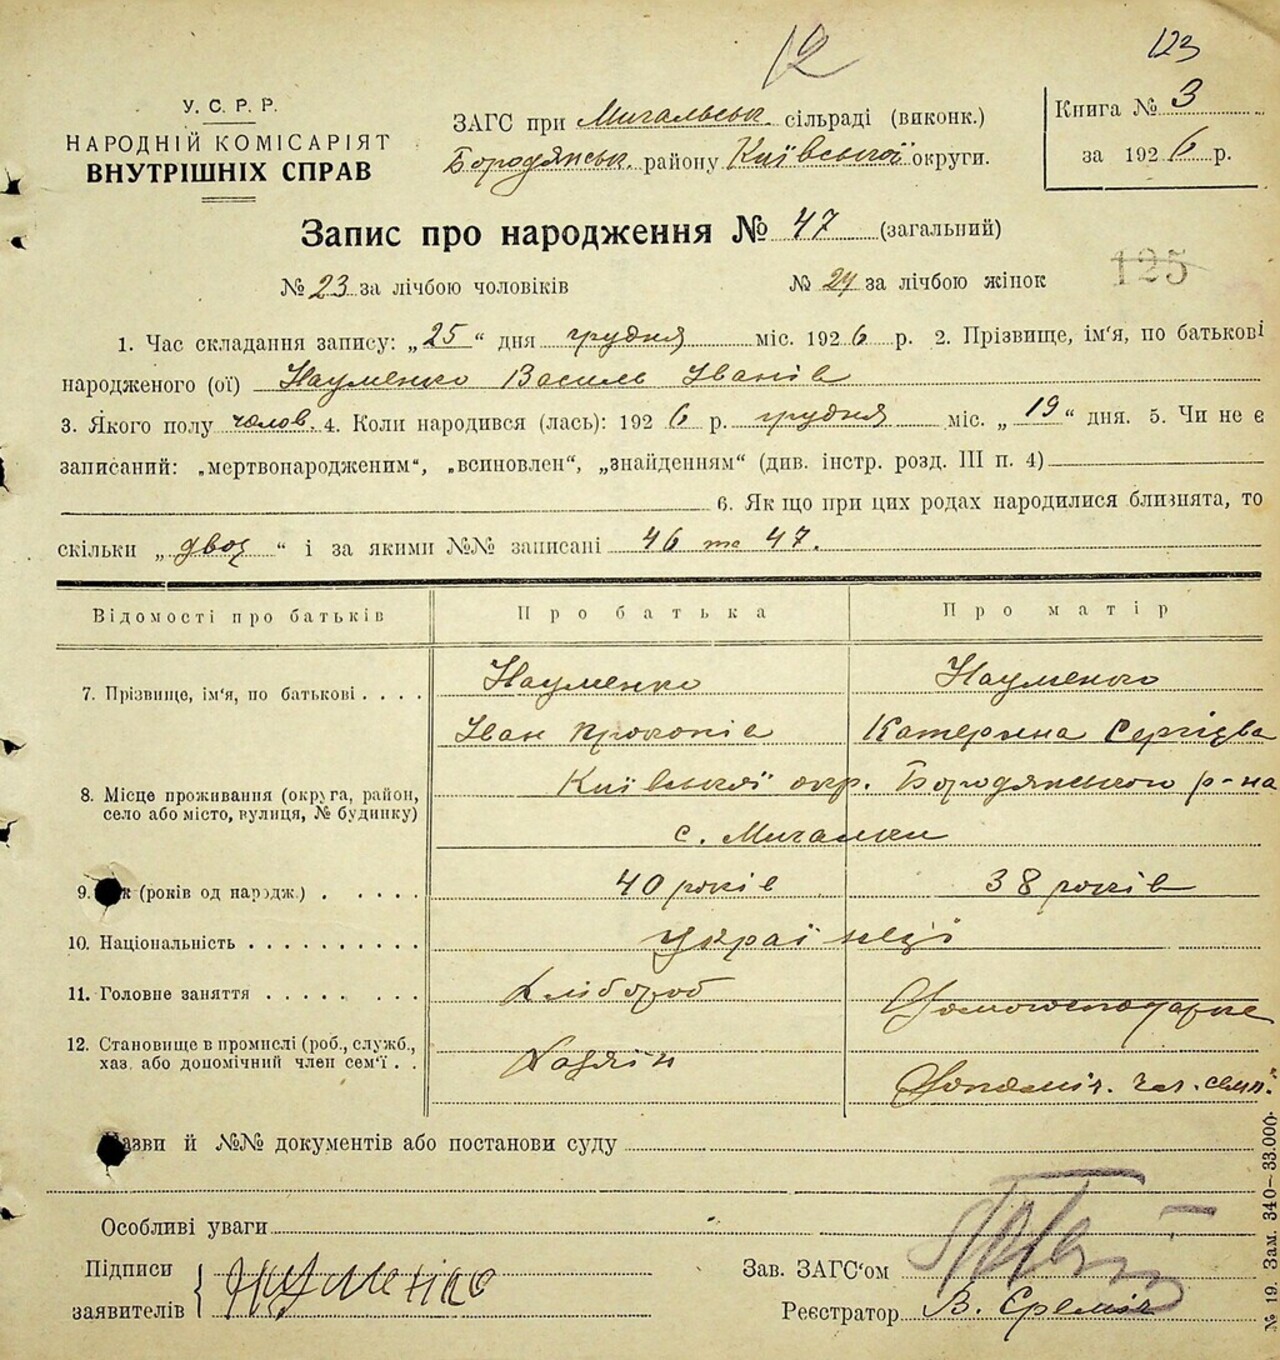 12
123
У. С. Р. Р.
НАРОДНІЙ КОМІСАРІЯТ
ВНУТРІШНІХ СПРАВ
ЗАГС при Мигальськ. сільраді (виконк.)
Бородянськ. району Київської округи.
Книга № 3
за 1926 р.
Запис про народження № 47 (загальний)
125
№ 23 за лічбою чоловіків № 24 за лічбою жінок
1. Час складання запису: „25“ дня грудня міс. 1926 р. 2. Прізвище, ім'я, по батькові
народженого (ої) Науменко Василь Іванів
3. Якого полу чолов. 4. Коли народився (лась): 1926 р. грудня міс. „19“ дня. 5. Чи не є
записаний: „мертвонародженим“, „всиновлен“, „знайденням“ (див. інстр. розд. III п. 4)
6. Як що при цих родах народилися близнята, то
скільки „двоє“ і за якими №№ записані 46 та 47.
Відомості про батьків Про батька Про матір
7. Прізвище, ім'я, по батькові . . . . Науменко Науменко
Іван Прокопів Катерина Сергієва
8. Місце проживання (округа, район, село або місто, вулиця, № будинку) Київської окр. Бородянського р-на
с. Мигалки
9. (років од народж.) . . . . . 40 років 38 років
10. Національність . . . . . . . . . . українці
11. Головне заняття . . . . . . . . . Хлібороб Домогосподарка
12. Становище в промислі (роб., служб., хаз. або допомічний член сем'ї . . Хазяїн Допоміч. чл. сем.
Назви й №№ документів або постанови суду
Особливі уваги
Підписи заявителів { Науменко
Зав. ЗАГС'ом
Реєстратор В.
№ 19. Зам. 340–33.000.